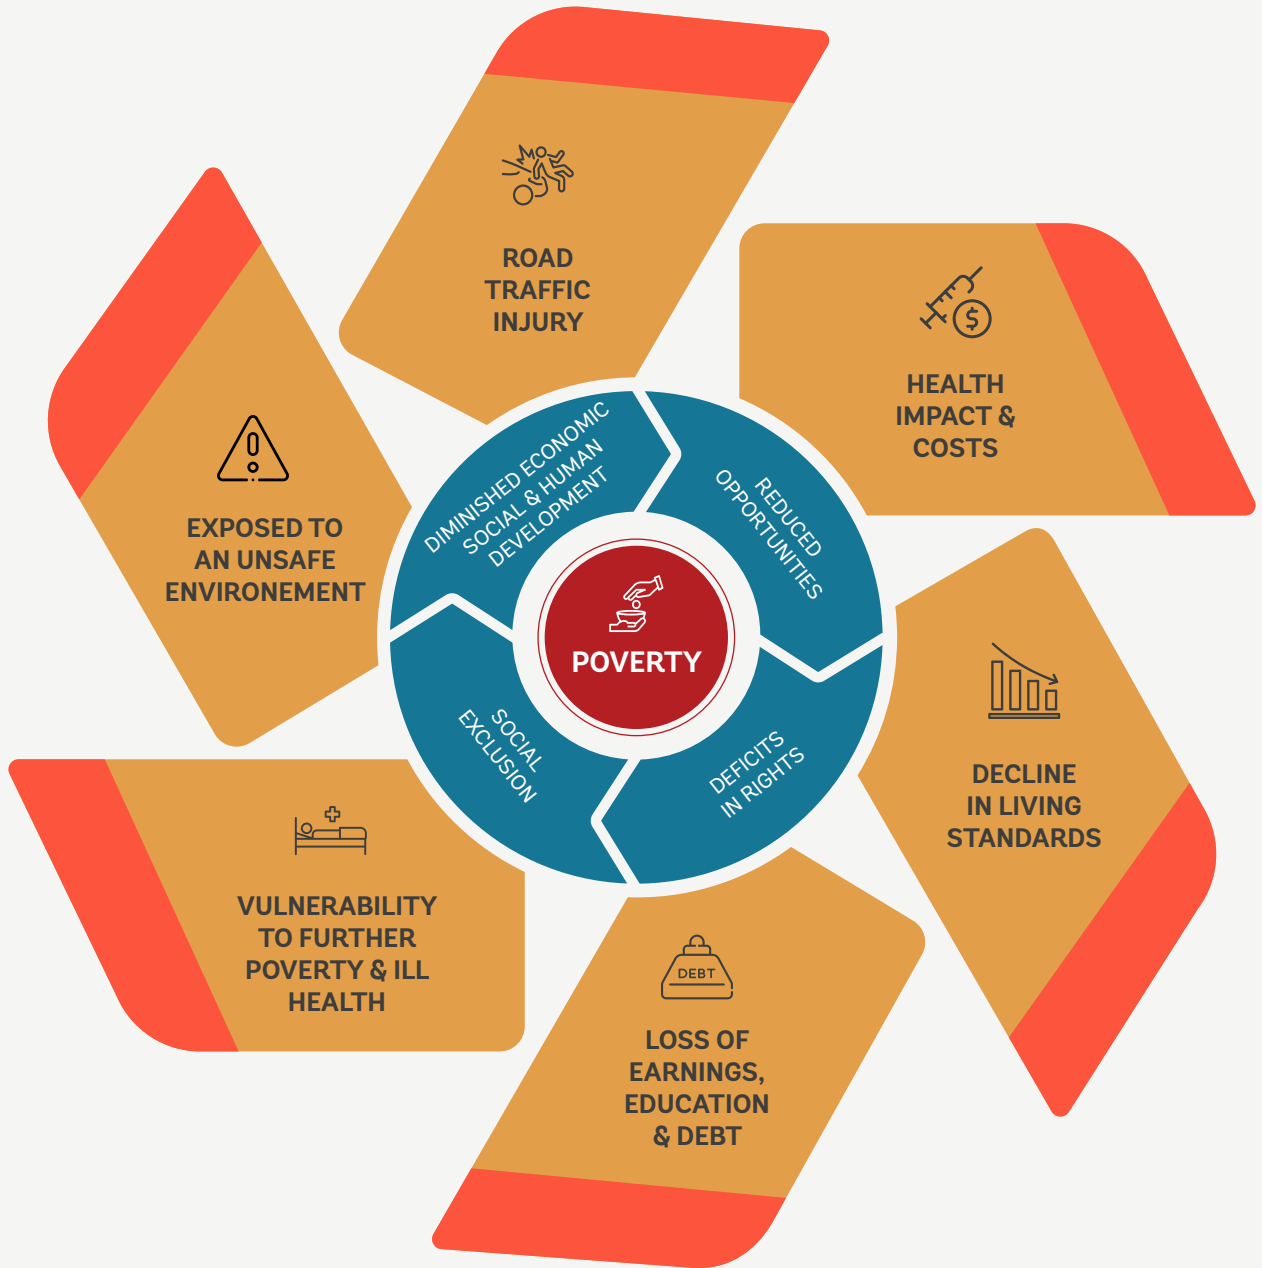 ROAD
TRAFFIC
INJURY
HEALTH
IMPACT &
COSTS
DECLINE
IN LIVING
STANDARDS
DEBT
LOSS OF
EARNINGS,
EDUCATION
& DEBT
VULNERABILITY
TO FURTHER
POVERTY & ILL
HEALTH
EXPOSED TO
AN UNSAFE
ENVIRONEMENT
DIMINISHED ECONOMIC
SOCIAL & HUMAN
DEVELOPMENT
REDUCED
OPPORTUNITIES
DEFICITS
IN RIGHTS
SOCIAL
EXCLUSION
POVERTY